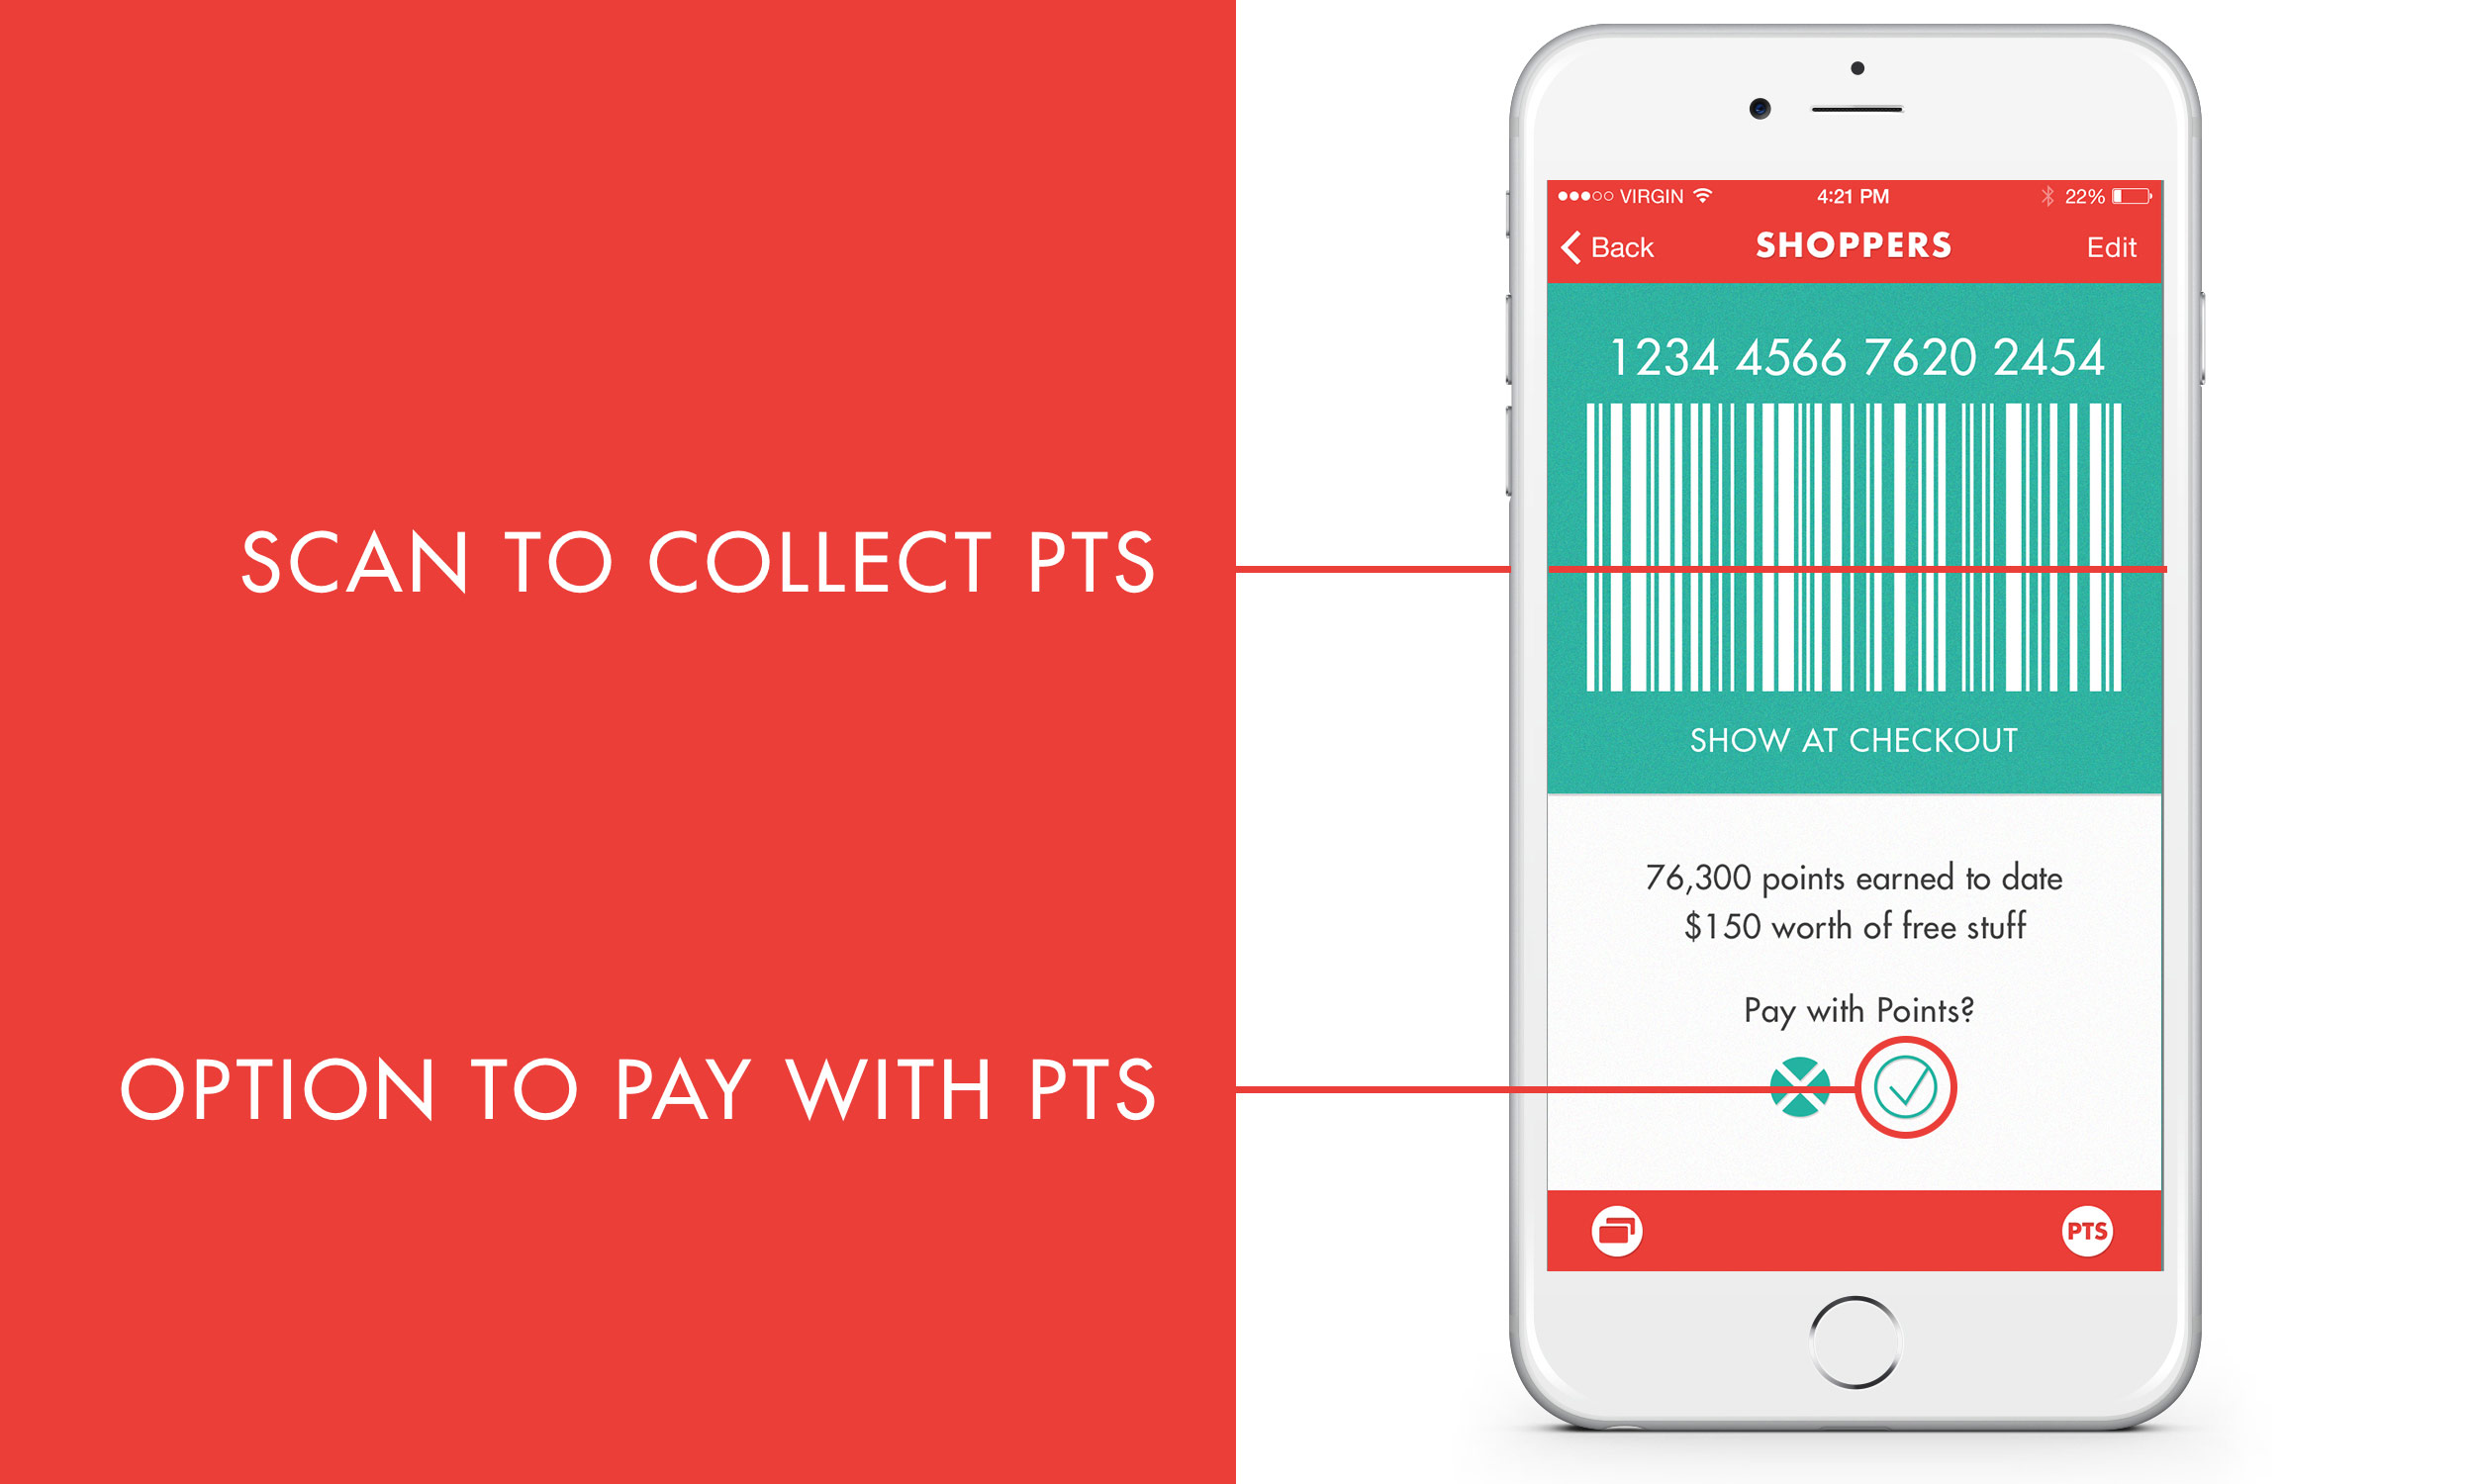 SCAN TO COLLECT PTS
OPTION TO PAY WITH PTS
VIRGIN 4:21 PM 22%
Back SHOPPERS Edit
1234 4566 7620 2454
SHOW AT CHECKOUT
76,300 points earned to date
$150 worth of free stuff
Pay with Points?
PTS